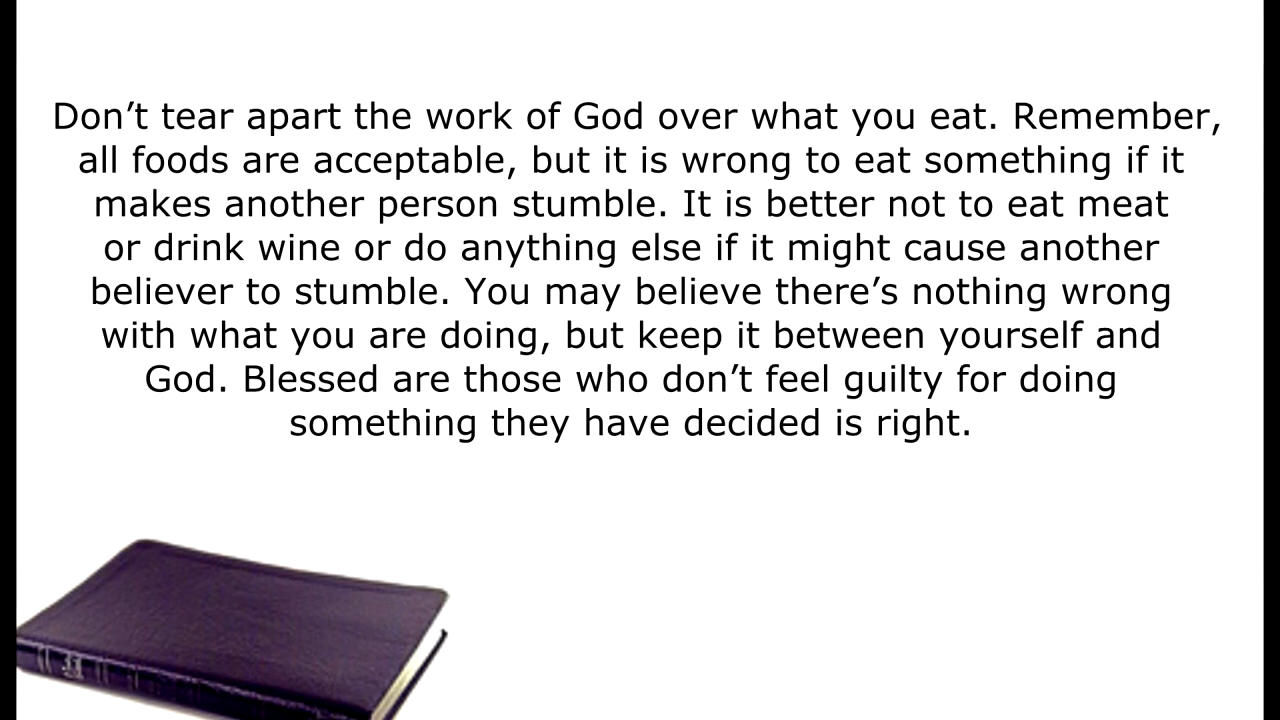 Don’t tear apart the work of God over what you eat. Remember,
all foods are acceptable, but it is wrong to eat something if it
makes another person stumble. It is better not to eat meat
or drink wine or do anything else if it might cause another
believer to stumble. You may believe there’s nothing wrong
with what you are doing, but keep it between yourself and
God. Blessed are those who don’t feel guilty for doing
something they have decided is right.